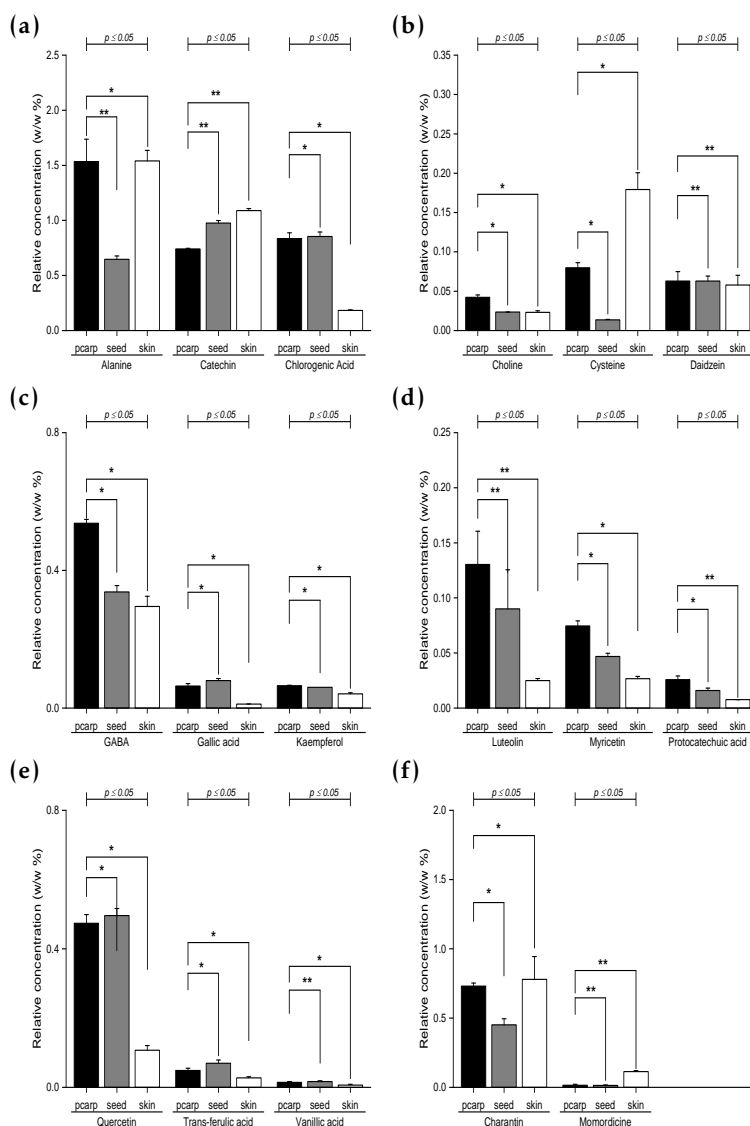 (a)
p ≤ 0.05 p ≤ 0.05 p ≤ 0.05
Relative concentration (w/w %)
2.5
2.0
1.5
1.0
0.5
0.0
* ** *
** *
pcarp seed skin pcarp seed skin pcarp seed skin
Alanine Catechin Chlorogenic Acid
(b)
p ≤ 0.05 p ≤ 0.05 p ≤ 0.05
Relative concentration (w/w %)
0.35
0.30
0.25
0.20
0.15
0.10
0.05
0.00
* * **
* * **
pcarp seed skin pcarp seed skin pcarp seed skin
Choline Cysteine Daidzein
(c)
p ≤ 0.05 p ≤ 0.05 p ≤ 0.05
Relative concentration (w/w %)
0.8
0.4
0.0
* * *
* * *
pcarp seed skin pcarp seed skin pcarp seed skin
GABA Gallic acid Kaempferol
(d)
p ≤ 0.05 p ≤ 0.05 p ≤ 0.05
Relative concentration (w/w %)
0.25
0.20
0.15
0.10
0.05
0.00
** * **
** * *
pcarp seed skin pcarp seed skin pcarp seed skin
Luteolin Myricetin Protocatechuic acid
(e)
p ≤ 0.05 p ≤ 0.05 p ≤ 0.05
Relative concentration (w/w %)
0.8
0.4
0.0
* * *
* * **
pcarp seed skin pcarp seed skin pcarp seed skin
Quercetin Trans-ferulic acid Vanillic acid
(f)
p ≤ 0.05 p ≤ 0.05
Relative concentration (w/w %)
2.0
1.5
1.0
0.5
0.0
* **
* **
pcarp seed skin pcarp seed skin
Charantin Momordicine